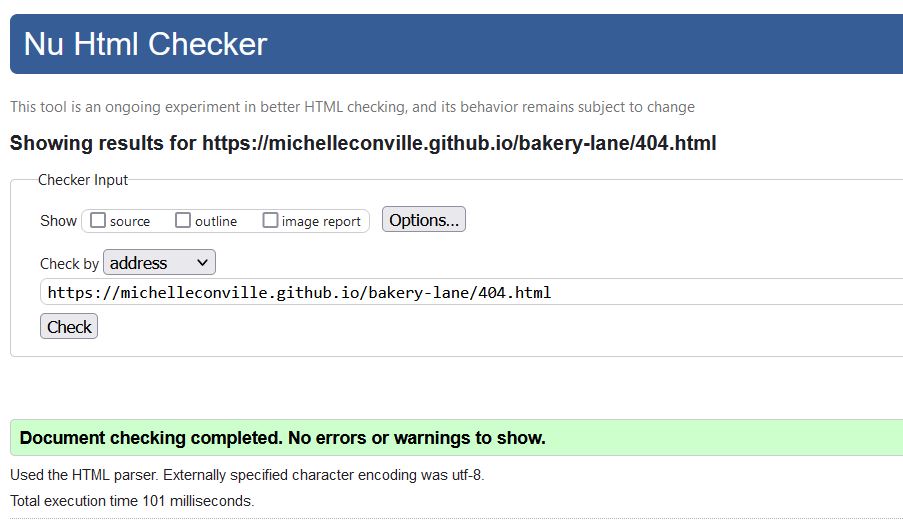 Nu Html Checker
This tool is an ongoing experiment in better HTML checking, and its behavior remains subject to change
Showing results for https://michelleconville.github.io/bakery-lane/404.html
Checker Input
Show source outline image report Options...
Check by address
https://michelleconville.github.io/bakery-lane/404.html
Check
Document checking completed. No errors or warnings to show.
Used the HTML parser. Externally specified character encoding was utf-8.
Total execution time 101 milliseconds.